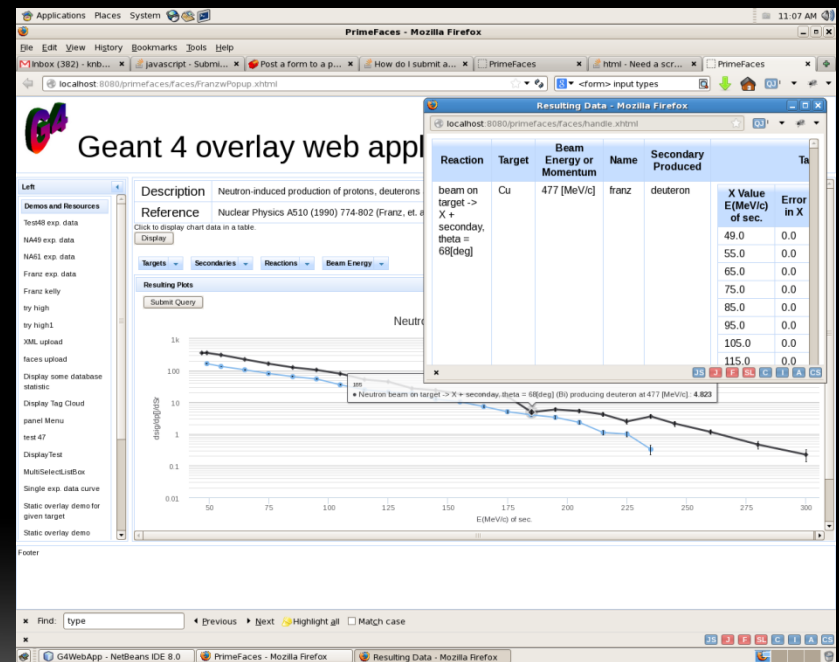 Applications Places System
11:07 AM
PrimeFaces - Mozilla Firefox
File Edit View History Bookmarks Tools Help
Inbox (382) - knb...
javascript - Submi...
Post a form to a p...
How do I submit a...
PrimeFaces
html - Need a scr...
PrimeFaces
localhost:8080/primefaces/faces/FranzwPopup.xhtml
<form> input types
G4
Geant 4 overlay web appl
Left
Demos and Resources
Test48 exp. data
NA49 exp. data
NA61 exp. data
Franz exp. data
Franz kelly
try high
try high1
XML upload
faces upload
Display some database
statistic
Display Tag Cloud
panel Menu
test 47
DisplayTest
MultiSelectListBox
Single exp. data curve
Static overlay demo for
given target
Static overlay demo
Description Neutron-induced production of protons, deuterons
Reference Nuclear Physics A510 (1990) 774-802 (Franz, et. a
Click to display chart data in a table.
Display
Targets Secondaries Reactions Beam Energy
Resulting Plots
Submit Query
Neutr
1k
100
10
1
0.1
0.01
dsig/dp[]/dSr
50 75 100 125 150 175 200 225 250 275 300
E(MeV/c) of sec.
Neutron beam on target -> X + seconday, theta = 68[deg] (Bi) producing deuteron at 477 [MeV/c].: 4.823
Resulting Data - Mozilla Firefox
localhost:8080/primefaces/faces/handle.xhtml
Reaction Target Beam Energy or Momentum Name Secondary Produced Ta
beam on
target ->
X +
seconday,
theta =
68[deg]
Cu 477 [MeV/c] franz deuteron
X Value E(MeV/c) of sec. Error in X
49.0 0.0
55.0 0.0
65.0 0.0
75.0 0.0
85.0 0.0
95.0 0.0
105.0 0.0
115.0 0.0
JS J F SL C I A CS
Footer
Find: type Previous Next Highlight all Match case
JS J F SL C I A CS
G4WebApp - NetBeans IDE 8.0
PrimeFaces - Mozilla Firefox
Resulting Data - Mozilla Firefox